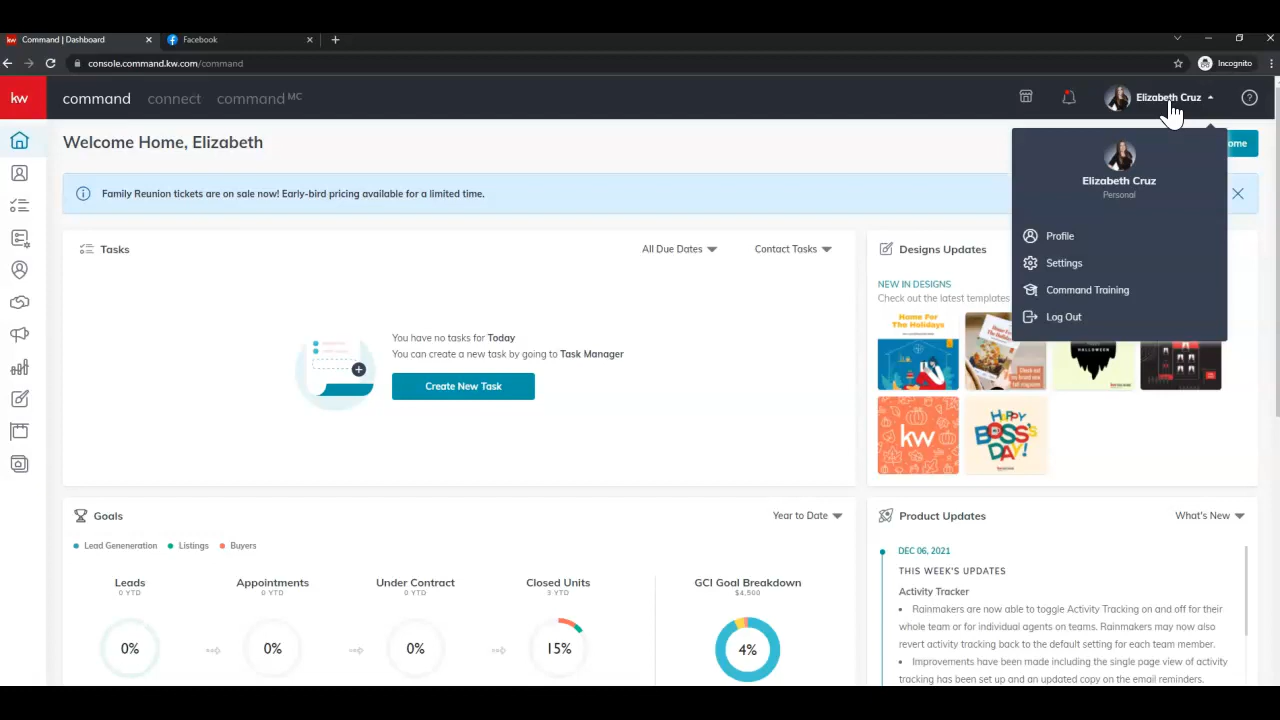 Command | Dashboard
Facebook
console.command.kw.com/command
Incognito
kw
command
connect
command MC
Elizabeth Cruz
Welcome Home, Elizabeth
ome
Family Reunion tickets are on sale now! Early-bird pricing available for a limited time.
Elizabeth Cruz
Personal
Profile
Settings
Command Training
Log Out
Tasks
All Due Dates
Contact Tasks
You have no tasks for Today
You can create a new task by going to Task Manager
Create New Task
Designs Updates
NEW IN DESIGNS
Check out the latest templates
Home For
The Holidays
HALLOWEEN
kw
HAPPY
BOSS'S
DAY!
Goals
Year to Date
Lead Geneneration
Listings
Buyers
Leads
0 YTD
0%
Appointments
0 YTD
0%
Under Contract
0 YTD
0%
Closed Units
3 YTD
15%
GCI Goal Breakdown
$4,500
4%
Product Updates
What's New
DEC 06, 2021
THIS WEEK'S UPDATES
Activity Tracker
• Rainmakers are now able to toggle Activity Tracking on and off for their
whole team or for individual agents on teams. Rainmakers may now also
revert activity tracking back to the default setting for each team member.
• Improvements have been made including the single page view of activity
tracking has been set up and an updated copy on the email reminders.